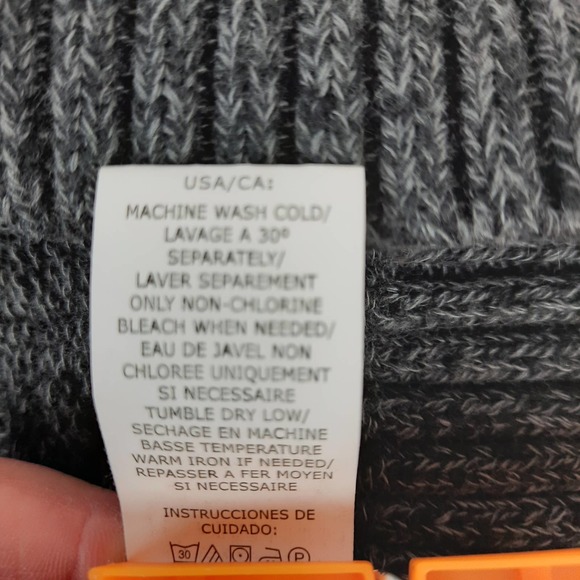 USA/CA:
MACHINE WASH COLD/
LAVAGE A 30º
SEPARATELY/
LAVER SEPAREMENT
ONLY NON-CHLORINE
BLEACH WHEN NEEDED/
EAU DE JAVEL NON
CHLOREE UNIQUEMENT
SI NECESSAIRE
TUMBLE DRY LOW/
SECHAGE EN MACHINE
BASSE TEMPERATURE
WARM IRON IF NEEDED/
REPASSER A FER MOYEN
SI NECESSAIRE
INSTRUCCIONES DE
CUIDADO:
30 P